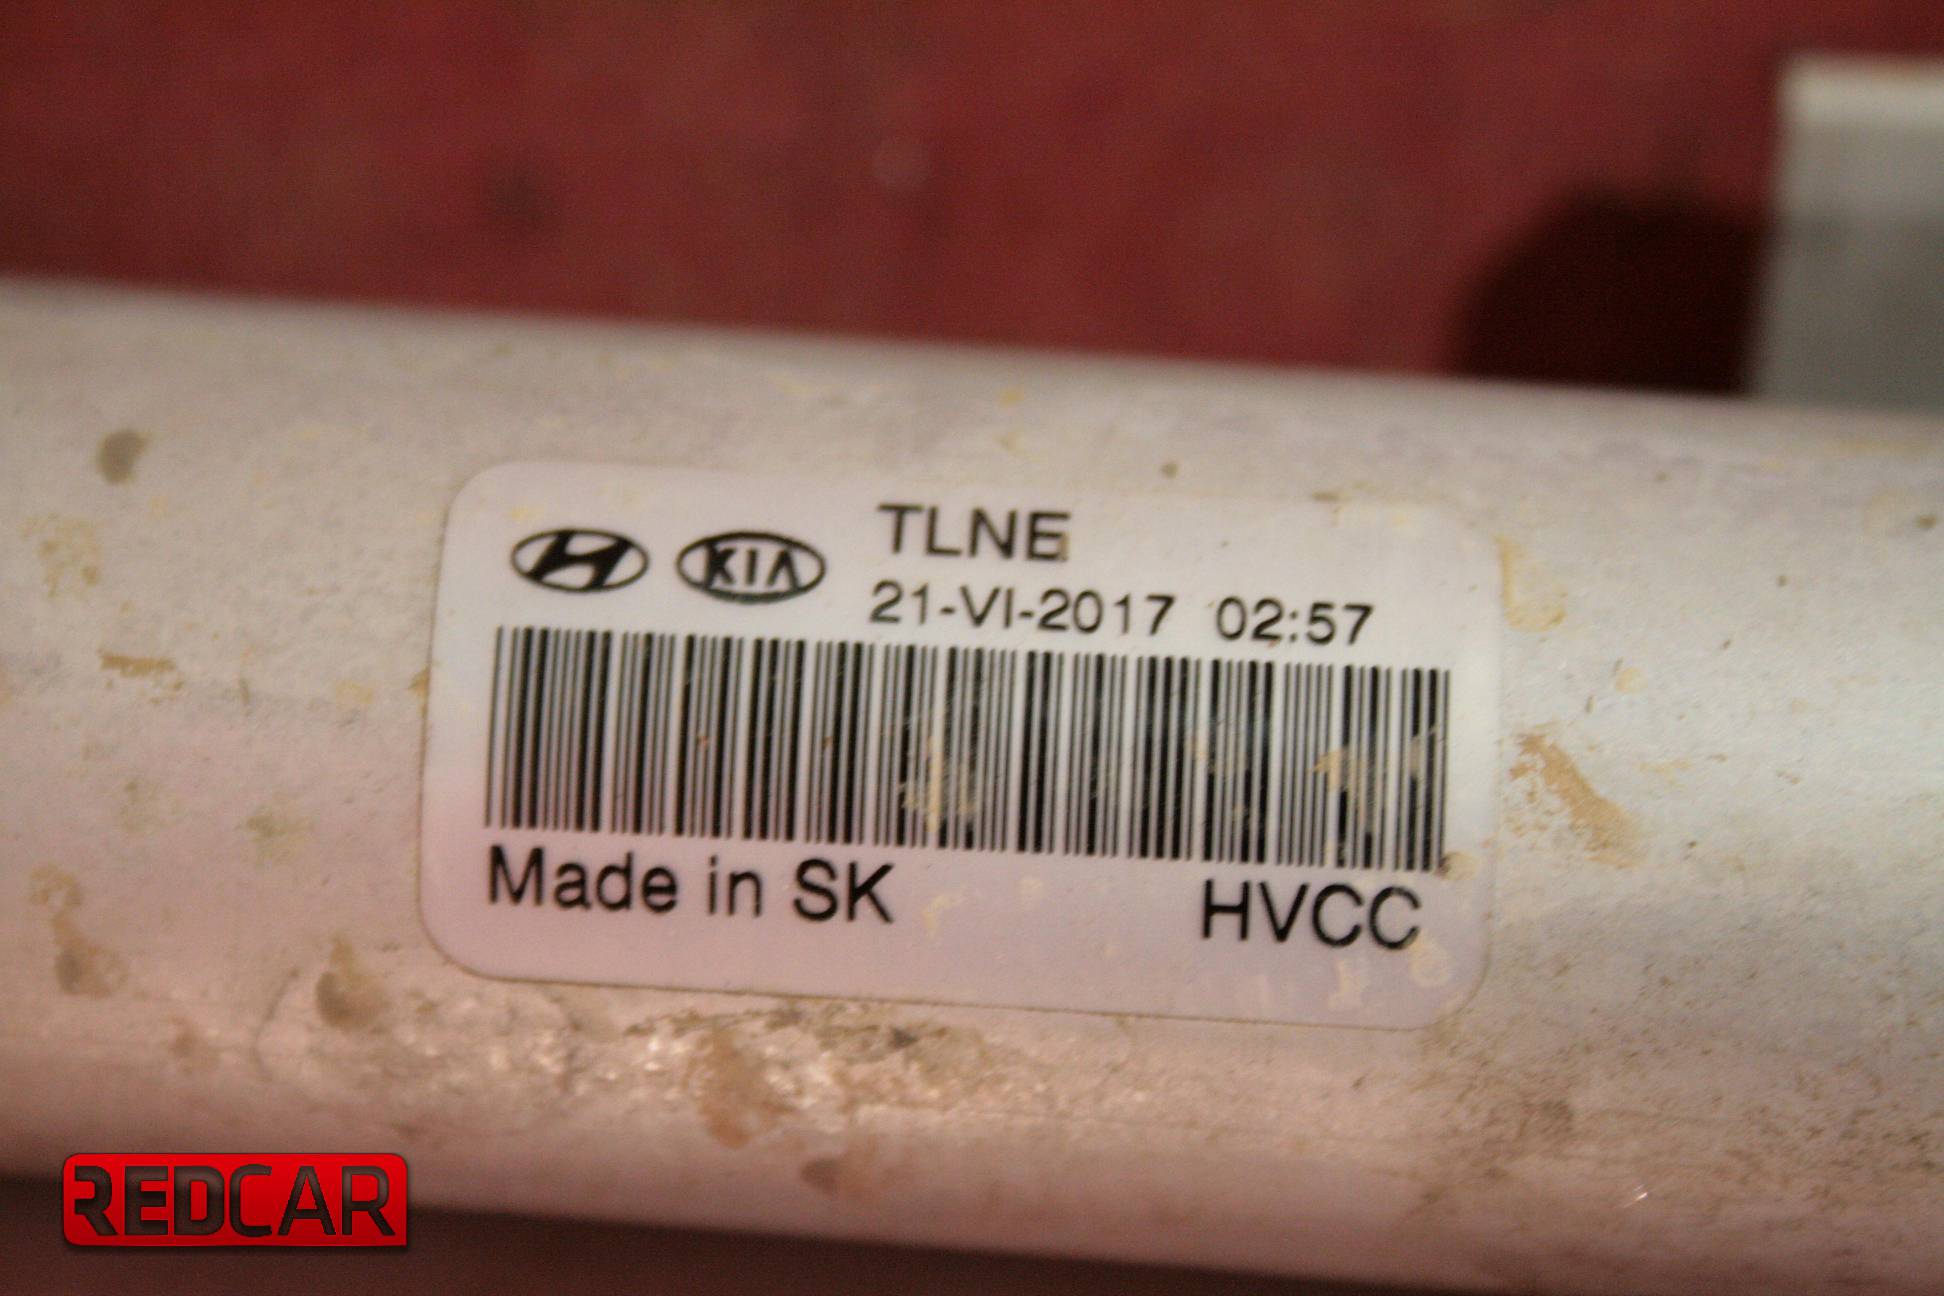 KIA
TLNE
21-VI-2017 02:57
Made in SK
HVCC
REDCAR